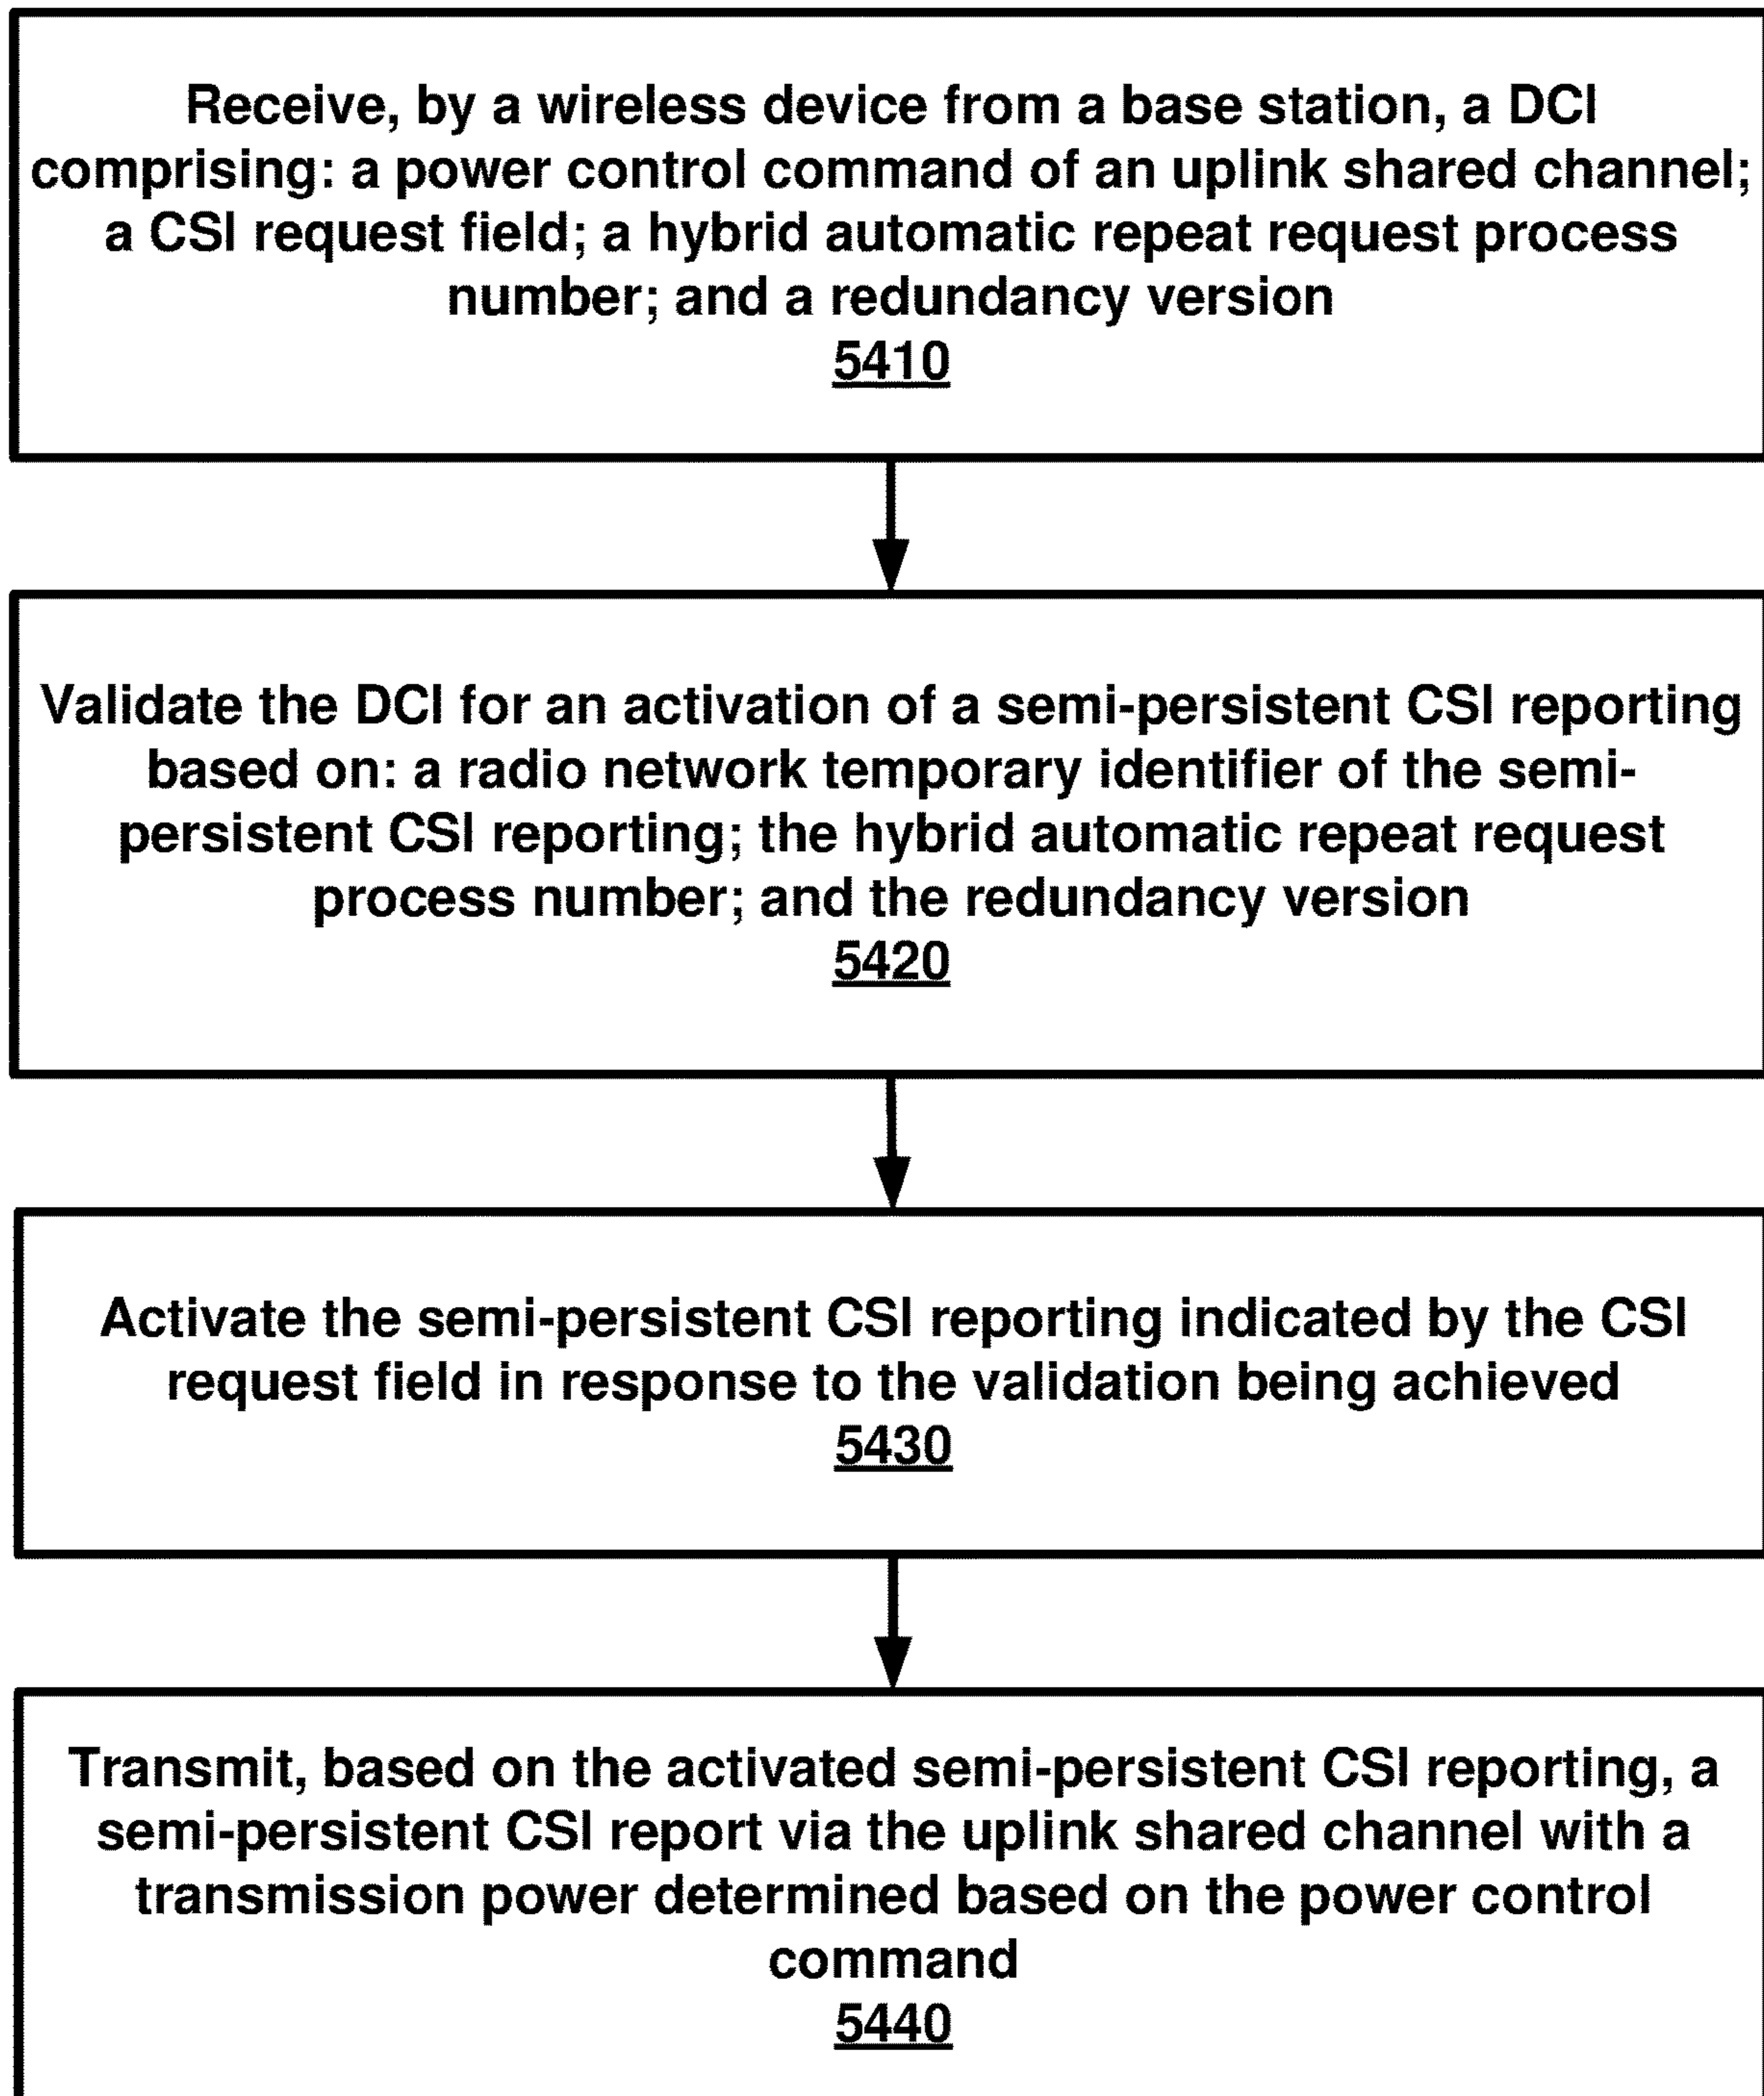 Receive, by a wireless device from a base station, a DCI
comprising: a power control command of an uplink shared channel;
a CSI request field; a hybrid automatic repeat request process
number; and a redundancy version
5410
Validate the DCI for an activation of a semi-persistent CSI reporting
based on: a radio network temporary identifier of the semi-
persistent CSI reporting; the hybrid automatic repeat request
process number; and the redundancy version
5420
Activate the semi-persistent CSI reporting indicated by the CSI
request field in response to the validation being achieved
5430
Transmit, based on the activated semi-persistent CSI reporting, a
semi-persistent CSI report via the uplink shared channel with a
transmission power determined based on the power control
command
5440